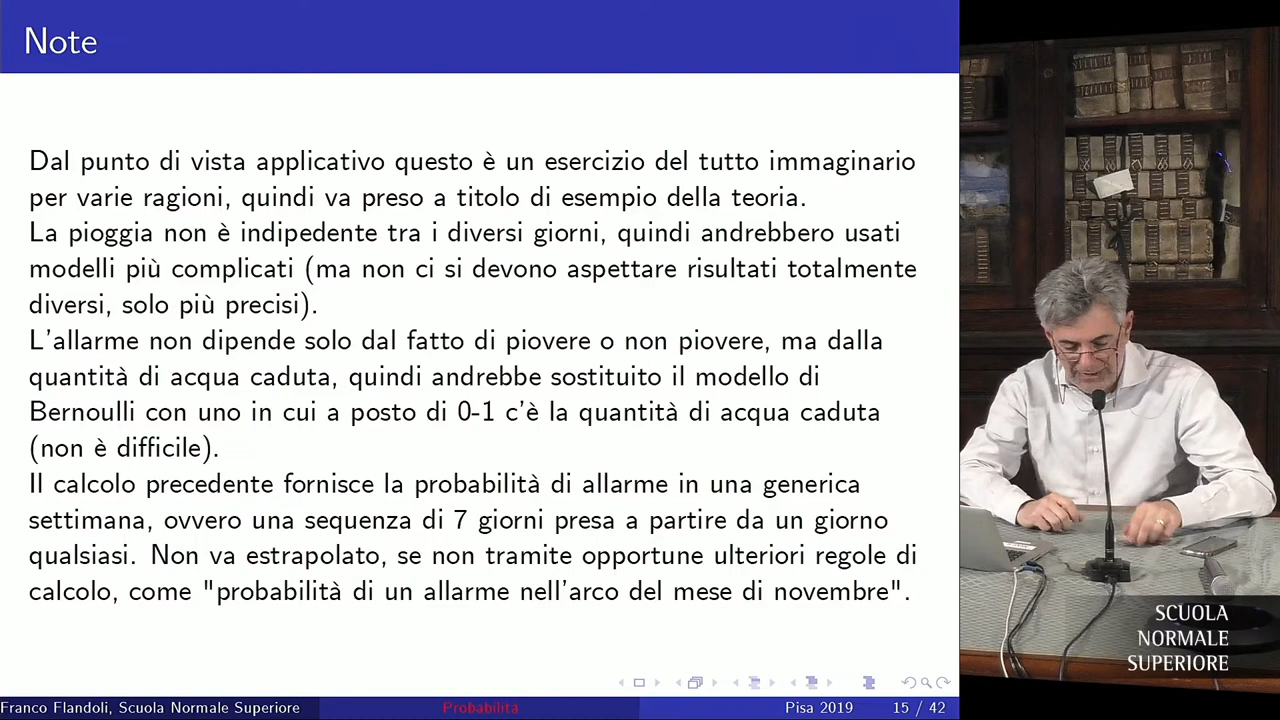 Note
Dal punto di vista applicativo questo è un esercizio del tutto immaginario
per varie ragioni, quindi va preso a titolo di esempio della teoria.
La pioggia non è indipedente tra i diversi giorni, quindi andrebbero usati
modelli più complicati (ma non ci si devono aspettare risultati totalmente
diversi, solo più precisi).
L'allarme non dipende solo dal fatto di piovere o non piovere, ma dalla
quantità di acqua caduta, quindi andrebbe sostituito il modello di
Bernoulli con uno in cui a posto di 0-1 c'è la quantità di acqua caduta
(non è difficile).
Il calcolo precedente fornisce la probabilità di allarme in una generica
settimana, ovvero una sequenza di 7 giorni presa a partire da un giorno
qualsiasi. Non va estrapolato, se non tramite opportune ulteriori regole di
calcolo, come "probabilità di un allarme nell'arco del mese di novembre".
Franco Flandoli, Scuola Normale Superiore
Probabilità
Pisa 2019
15 / 42
SCUOLA
NORMALE
SUPERIORE